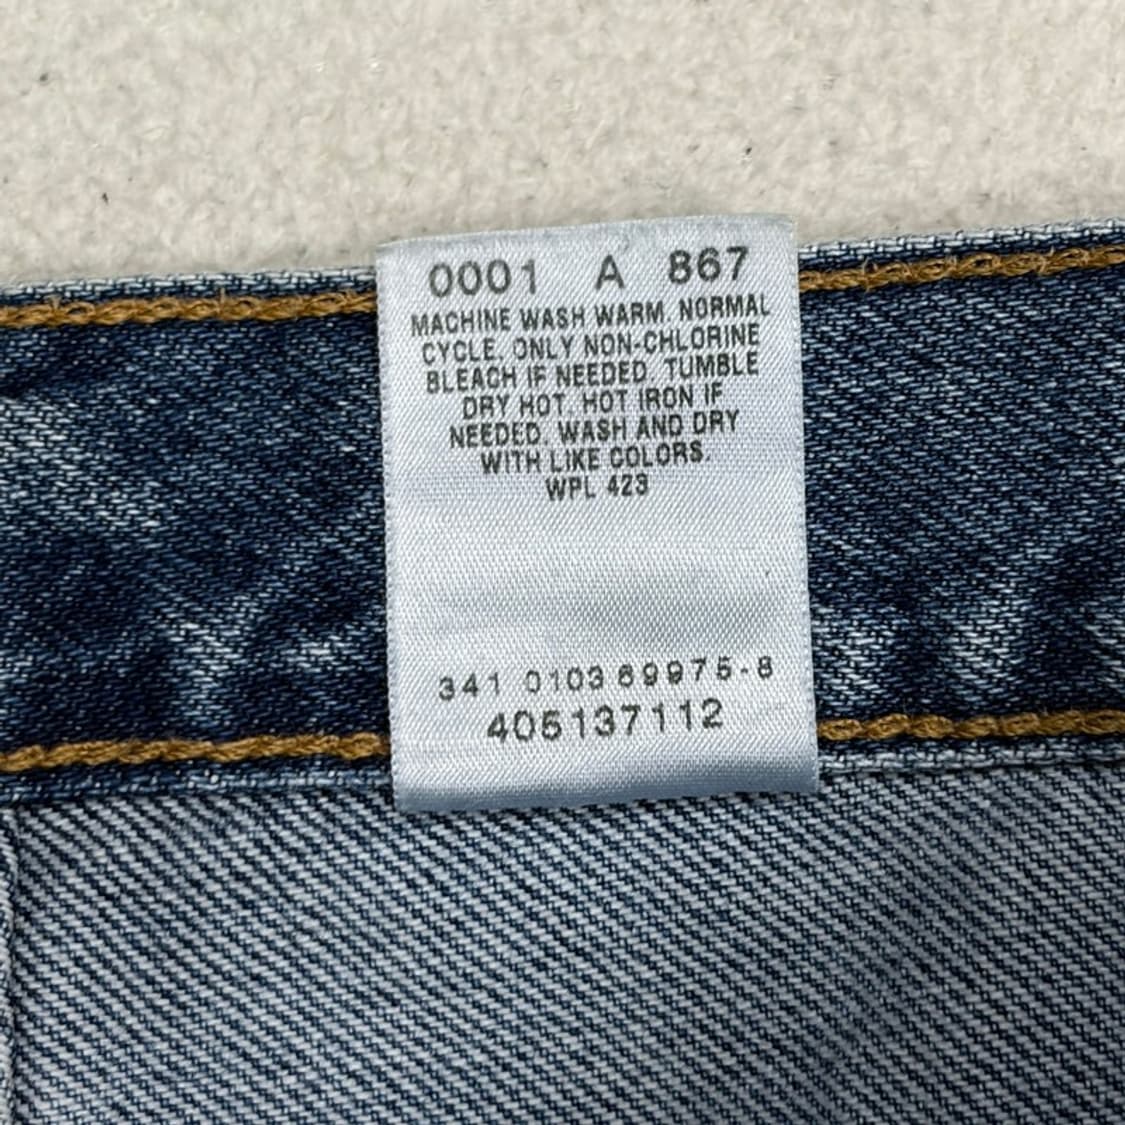 0001 A 867
MACHINE WASH WARM. NORMAL
CYCLE. ONLY NON-CHLORINE
BLEACH IF NEEDED. TUMBLE
DRY HOT. HOT IRON IF
NEEDED. WASH AND DRY
WITH LIKE COLORS.
WPL 423
341 0103 69975-8
405137112